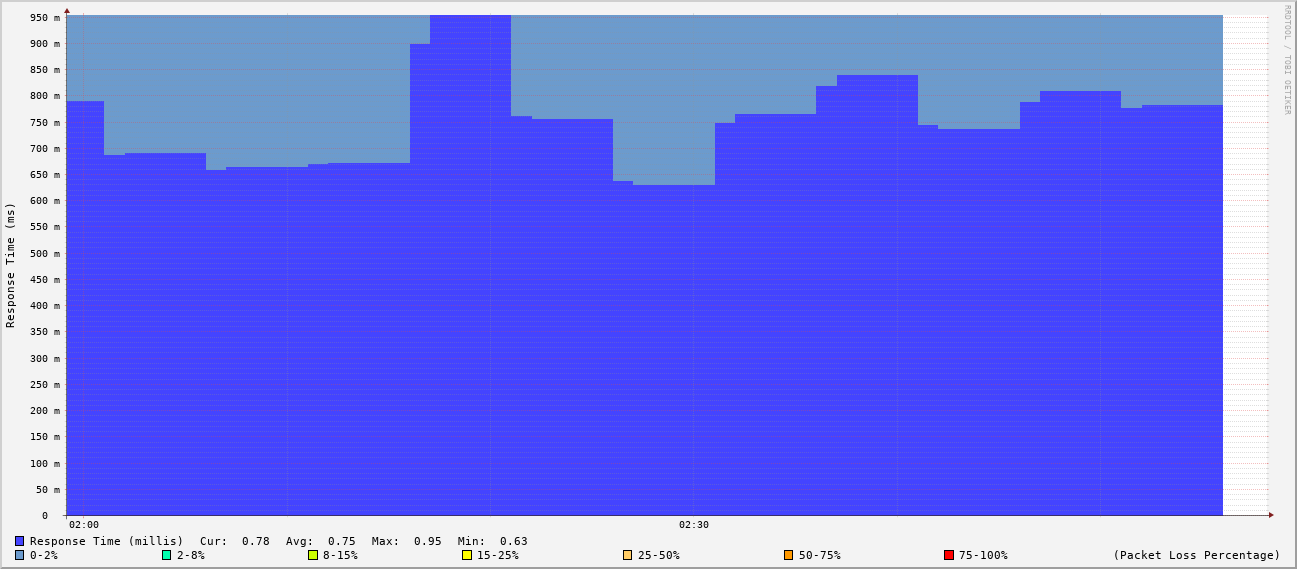 RRDTOOL / TOBI OETIKER
Response Time (ms)
950 m
900 m
850 m
800 m
750 m
700 m
650 m
600 m
550 m
500 m
450 m
400 m
350 m
300 m
250 m
200 m
150 m
100 m
50 m
0
02:00 02:30
Response Time (millis) Cur: 0.78 Avg: 0.75 Max: 0.95 Min: 0.63
0-2% 2-8% 8-15% 15-25% 25-50% 50-75% 75-100% (Packet Loss Percentage)